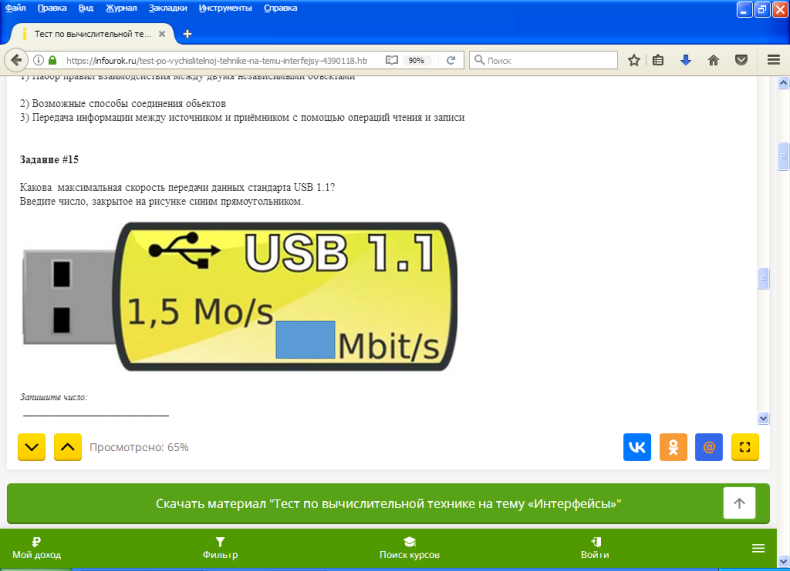 Файл Правка Вид Журнал Закладки Инструменты Справка
Тест по вычислительной те...
https://infourok.ru/test-po-vychislitelnoj-tehnike-na-temu-interfejsy-4390118.ht 90% Поиск
1) Набор правил взаимодействия между двумя независимыми объектами
2) Возможные способы соединения объектов
3) Передача информации между источником и приёмником с помощью операций чтения и записи
Задание #15
Какова максимальная скорость передачи данных стандарта USB 1.1?
Введите число, закрытое на рисунке синим прямоугольником.
USB 1.1
1,5 Mo/s
Mbit/s
Запишите число:
Просмотрено: 65%
Скачать материал "Тест по вычислительной технике на тему «Интерфейсы»"
Мой доход Фильтр Поиск курсов Войти